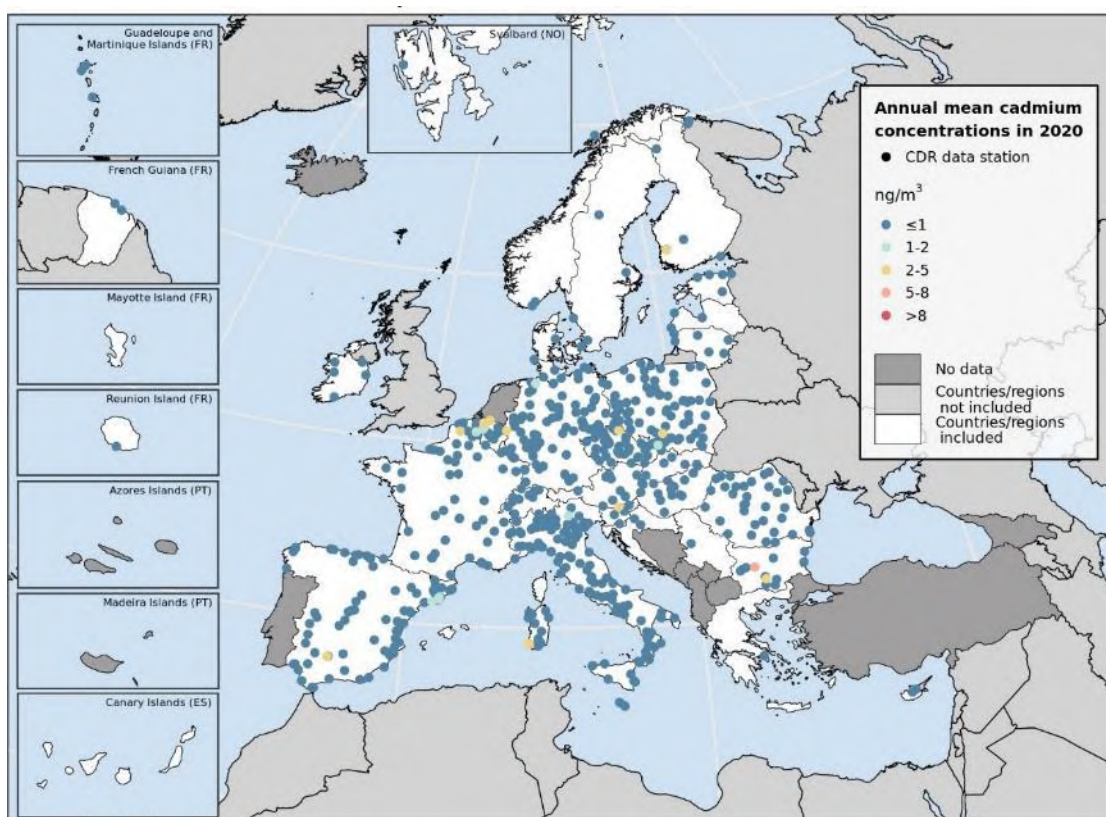 Guadeloupe and
Martinique Islands (FR)
Svalbard (NO)
French Guiana (FR)
Mayotte Island (FR)
Reunion Island (FR)
Azores Islands (PT)
Madeira Islands (PT)
Canary Islands (ES)
Annual mean cadmium
concentrations in 2020
CDR data station
ng/m³
≤1
1-2
2-5
5-8
>8
No data
Countries/regions
not included
Countries/regions
included